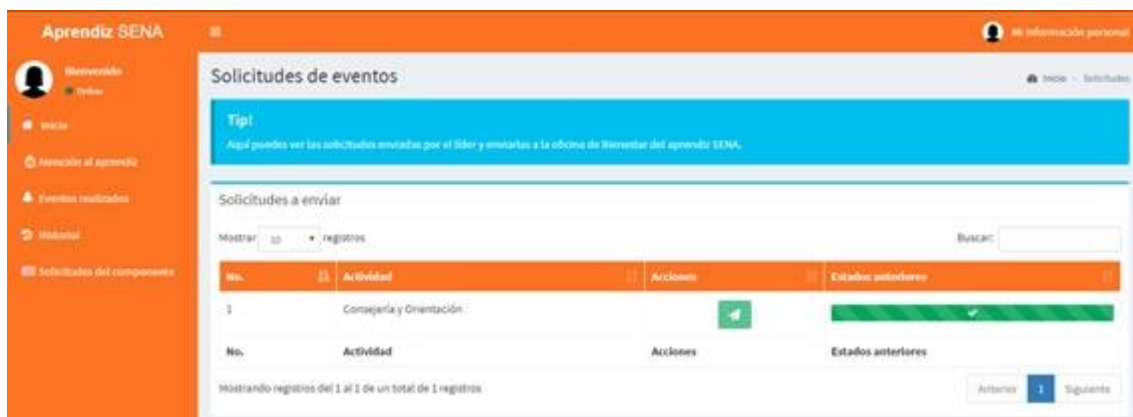 Aprendiz SENA
Mi información personal
Bienvenido
Online
Inicio
Atención al aprendiz
Eventos realizados
Historial
Solicitudes del componente
Solicitudes de eventos
Inicio > Solicitudes
Tip!
Aquí puedes ver las solicitudes enviadas por el líder y enviarlas a la oficina de Bienestar del aprendiz SENA.
Solicitudes a enviar
Mostrar 10 registros
Buscar:
No. Actividad Acciones Estados anteriores
1 Consejería y Orientación
No. Actividad Acciones Estados anteriores
Mostrando registros del 1 al 1 de un total de 1 registros
Anterior 1 Siguiente